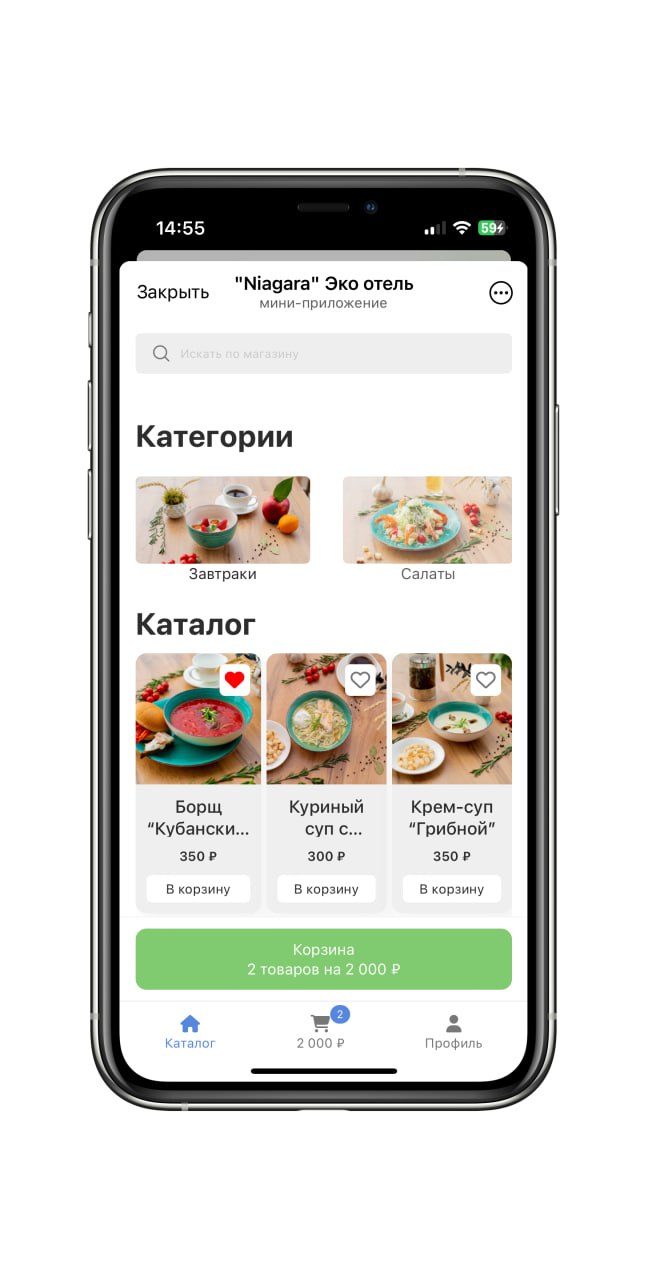 14:55
59
Закрыть
"Niagara" Эко отель
мини-приложение
Искать по магазину
Категории
Завтраки
Салаты
Каталог
Борщ
“Кубански...
350 ₽
В корзину
Куриный
суп с...
300 ₽
В корзину
Крем-суп
“Грибной”
350 ₽
В корзину
Корзина
2 товаров на 2 000 ₽
Каталог
2
2 000 ₽
Профиль